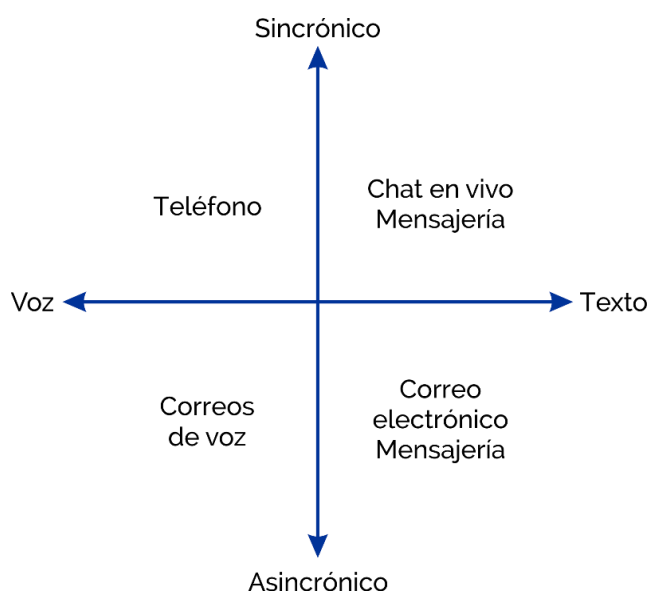 Sincrónico
Teléfono
Chat en vivo
Mensajería
Voz
Texto
Correos
de voz
Correo
electrónico
Mensajería
Asincrónico